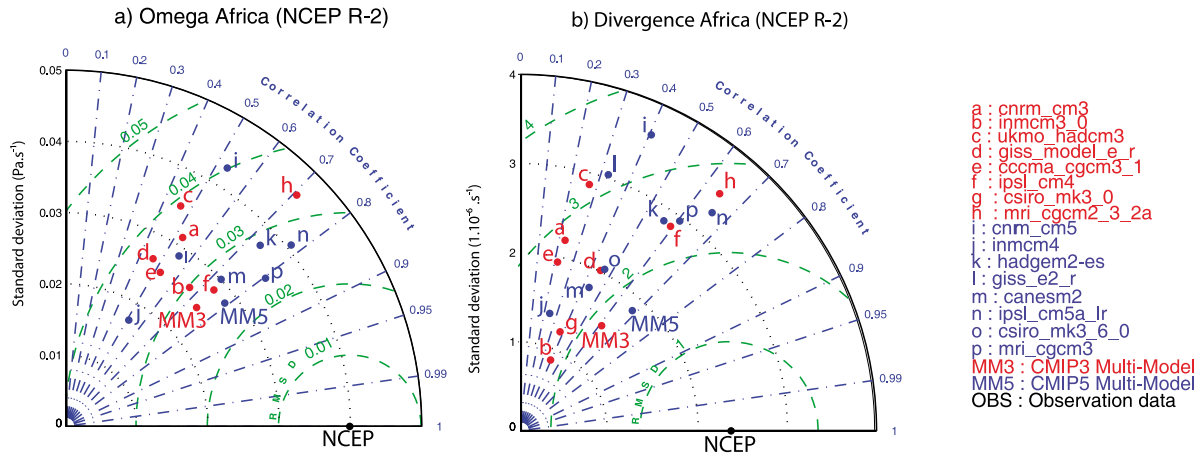 a) Omega Africa (NCEP R-2)
Standard deviation (Pa.s-1)
0.05
0.04
0.03
0.02
0.01
0
0
0.1
0.2
0.3
0.4
0.5
0.6
0.7
0.8
0.9
0.95
0.99
1
Correlation Coefficient
0.05
0.04
0.03
0.02
0.01
RMSD
i
h
c
a
d
l
e
k
n
b
f
m
p
j
MM3
MM5
NCEP
b) Divergence Africa (NCEP R-2)
Standard deviation (1.10-6 .s-1)
4
3
2
1
0
0
0.1
0.2
0.3
0.4
0.5
0.6
0.7
0.8
0.9
0.95
0.99
1
Correlation Coefficient
4
3
2
1
RMSD
i
l
c
h
k
p
n
f
a
e
d
o
m
j
g
b
MM5
MM3
NCEP
a : cnrm_cm3
b : inmcm3_0
c : ukmo_hadcm3
d : giss_model_e_r
e : cccma_cgcm3_1
f : ipsl_cm4
g : csiro_mk3_0
h : mri_cgcm2_3_2a
i : cnrm_cm5
j : inmcm4
k : hadgem2-es
l : giss_e2_r
m : canesm2
n : ipsl_cm5a_lr
o : csiro_mk3_6_0
p : mri_cgcm3
MM3 : CMIP3 Multi-Model
MM5 : CMIP5 Multi-Model
OBS : Observation data